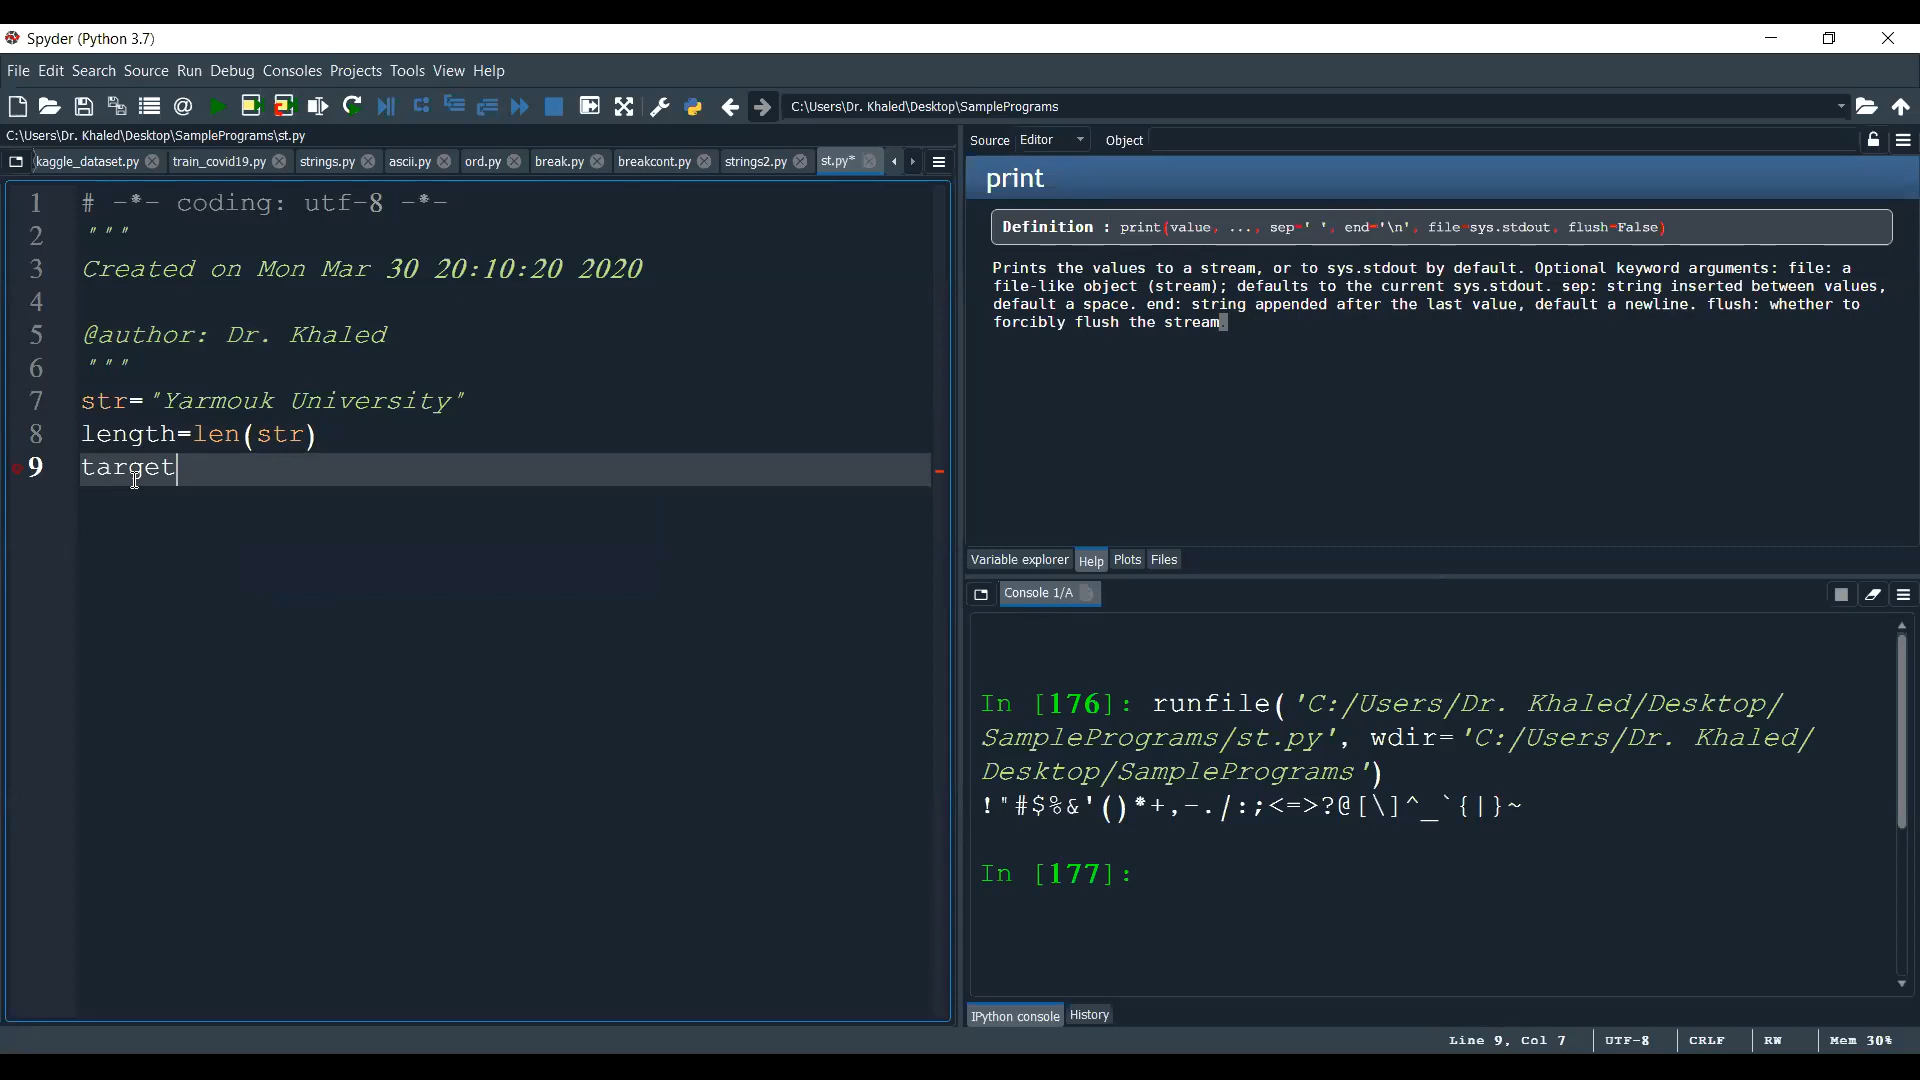 Spyder (Python 3.7)
File Edit Search Source Run Debug Consoles Projects Tools View Help
C:\Users\Dr. Khaled\Desktop\SamplePrograms
C:\Users\Dr. Khaled\Desktop\SamplePrograms\st.py
kaggle_dataset.py train_covid19.py strings.py ascii.py ord.py break.py breakcont.py strings2.py st.py*
1 # -*- coding: utf-8 -*-
2 """
3 Created on Mon Mar 30 20:10:20 2020
4
5 @author: Dr. Khaled
6 """
7 str="Yarmouk University"
8 length=len(str)
9 target
Source Editor Object
print
Definition : print(value, ..., sep=' ', end='\n', file=sys.stdout, flush=False)
Prints the values to a stream, or to sys.stdout by default. Optional keyword arguments: file: a
file-like object (stream); defaults to the current sys.stdout. sep: string inserted between values,
default a space. end: string appended after the last value, default a newline. flush: whether to
forcibly flush the stream.
Variable explorer Help Plots Files
Console 1/A
In [176]: runfile('C:/Users/Dr. Khaled/Desktop/
SamplePrograms/st.py', wdir='C:/Users/Dr. Khaled/
Desktop/SamplePrograms')
!"#$%&'()*+,-./:;<=>?@[\]^_`{|}~
In [177]:
IPython console History
Line 9, Col 7 UTF-8 CRLF RW Mem 30%